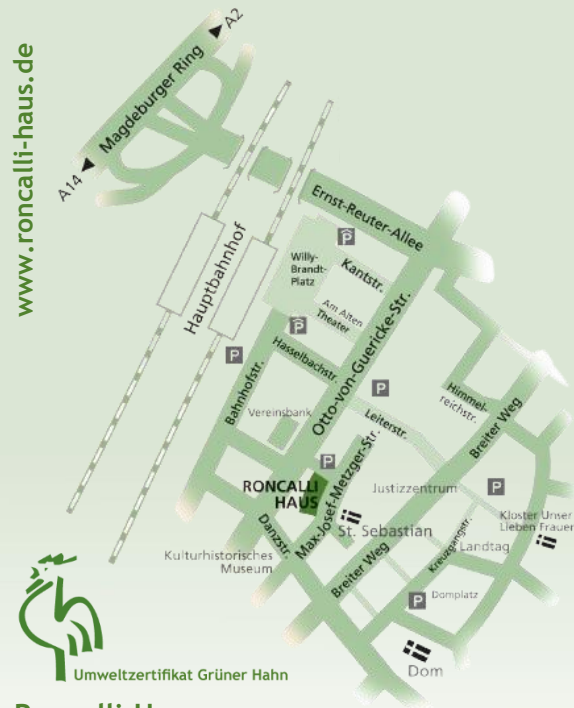 www.roncalli-haus.de
A2
Magdeburger Ring
A14
Ernst-Reuter-Allee
Hauptbahnhof
P
Willy-
Brandt-
Platz
Kantstr.
Am Alten
Theater
P
Otto-von-Guericke-Str.
P
Hasselbachstr.
Bahnhofstr.
P
Himmel-
reichstr.
Breiter Weg
Vereinsbank
Leiterstr.
P
Max-Josef-Metzger-Str.
RONCALLI
HAUS
Justizzentrum
P
St. Sebastian
Kloster Unser
Lieben Frauen
Danzstr.
Kreuzgangstr.
Landtag
Kulturhistorisches
Museum
Breiter Weg
P
Domplatz
Dom
Umweltzertifikat Grüner Hahn